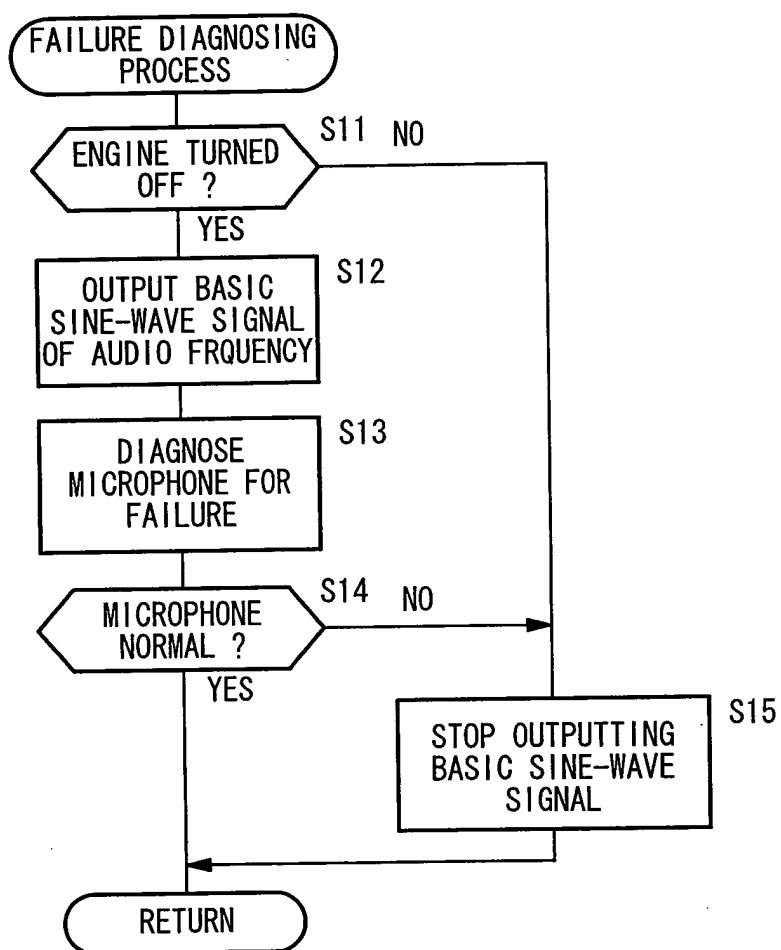 FAILURE DIAGNOSING
PROCESS
S11
NO
ENGINE TURNED
OFF ?
YES
S12
OUTPUT BASIC
SINE-WAVE SIGNAL
OF AUDIO FRQUENCY
S13
DIAGNOSE
MICROPHONE FOR
FAILURE
S14
NO
MICROPHONE
NORMAL ?
YES
S15
STOP OUTPUTTING
BASIC SINE-WAVE
SIGNAL
RETURN